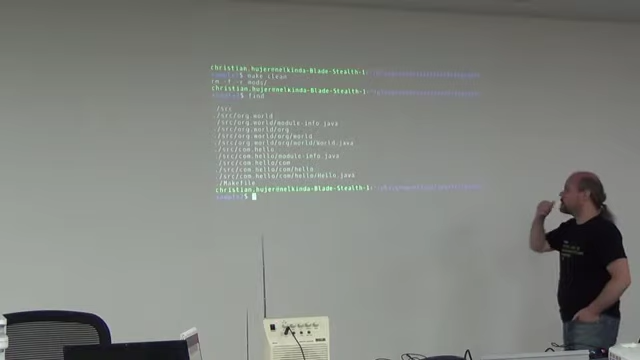 christian.hujer@nelkinda-Blade-Stealth-1:
$ make clean
rm -f -r mods/
christian.hujer@nelkinda-Blade-Stealth-1:
$ find
.
./src
./src/org.world
./src/org.world/module-info.java
./src/org.world/org
./src/org.world/org/world
./src/org.world/org/world/World.java
./src/com.hello
./src/com.hello/module-info.java
./src/com.hello/com
./src/com.hello/com/hello
./src/com.hello/com/hello/Hello.java
./Makefile
christian.hujer@nelkinda-Blade-Stealth-1:
$